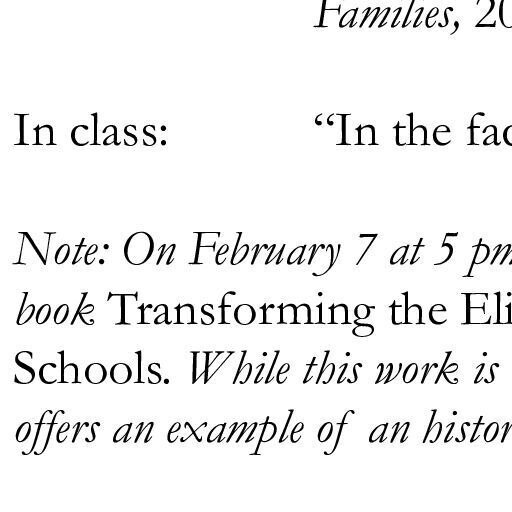 Families, 20
In class: “In the fac
Note: On February 7 at 5 pm
book Transforming the Eli
Schools. While this work is
offers an example of an histor